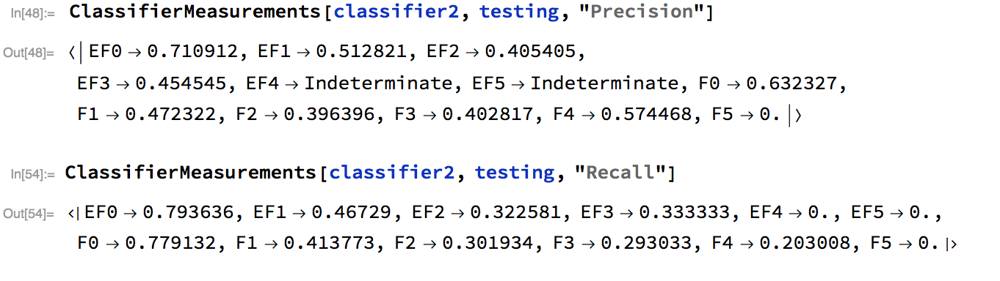 In[48]:= ClassifierMeasurements[classifier2, testing, "Precision"]
Out[48]= <| EF0 → 0.710912, EF1 → 0.512821, EF2 → 0.405405,
EF3 → 0.454545, EF4 → Indeterminate, EF5 → Indeterminate, F0 → 0.632327,
F1 → 0.472322, F2 → 0.396396, F3 → 0.402817, F4 → 0.574468, F5 → 0. |>
In[54]:= ClassifierMeasurements[classifier2, testing, "Recall"]
Out[54]= <| EF0 → 0.793636, EF1 → 0.46729, EF2 → 0.322581, EF3 → 0.333333, EF4 → 0., EF5 → 0.,
F0 → 0.779132, F1 → 0.413773, F2 → 0.301934, F3 → 0.293033, F4 → 0.203008, F5 → 0. |>